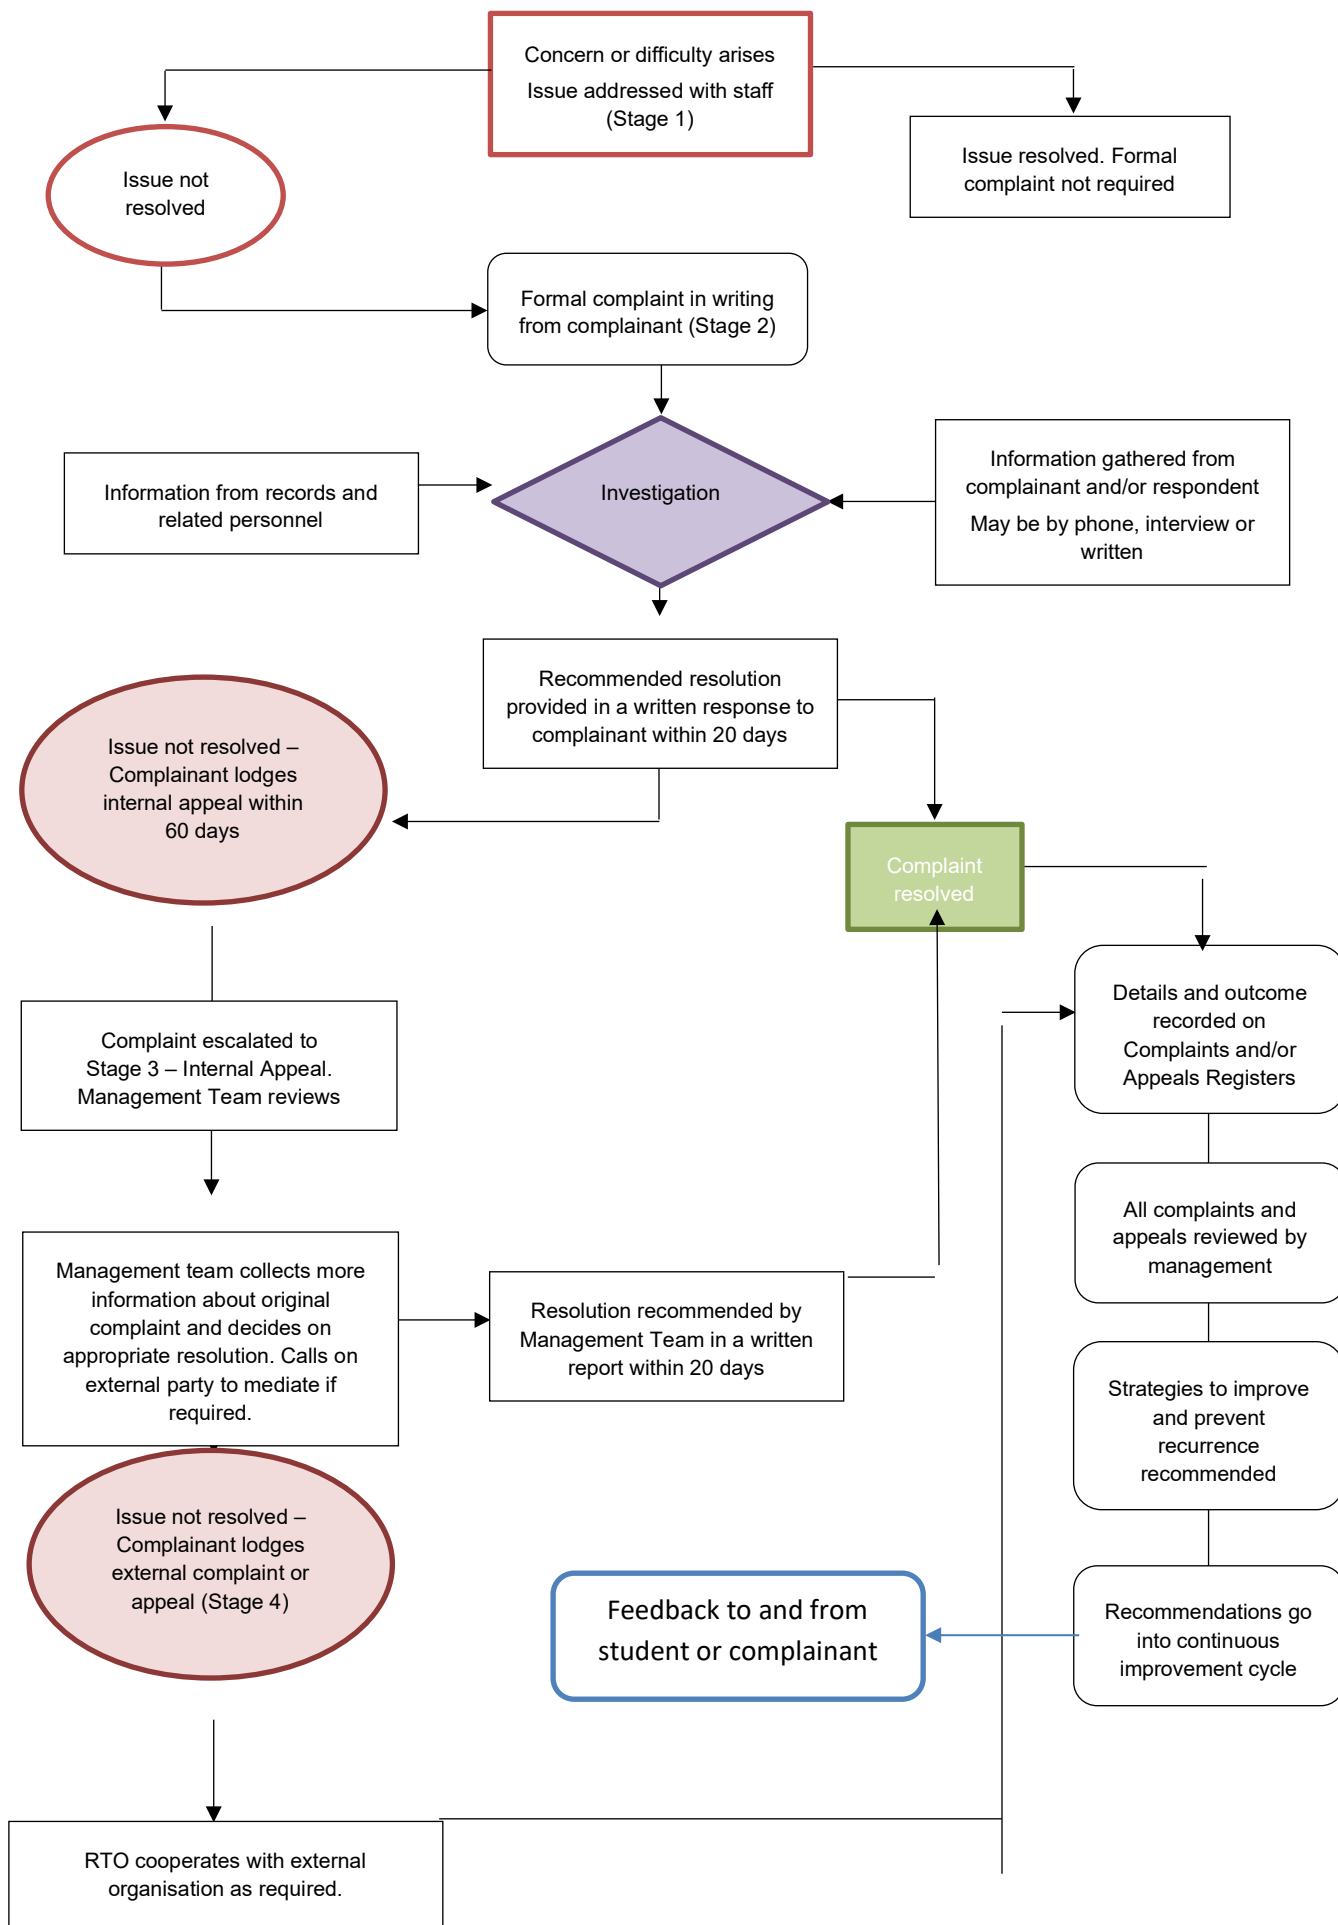 Concern or difficulty arises
Issue addressed with staff
(Stage 1)
Issue resolved. Formal
complaint not required
Issue not
resolved
Formal complaint in writing
from complainant (Stage 2)
Investigation
Information from records and
related personnel
Information gathered from
complainant and/or respondent
May be by phone, interview or
written
Recommended resolution
provided in a written response to
complainant within 20 days
Issue not resolved –
Complainant lodges
internal appeal within
60 days
Complaint
resolved
Details and outcome
recorded on
Complaints and/or
Appeals Registers
Complaint escalated to
Stage 3 – Internal Appeal.
Management Team reviews
All complaints and
appeals reviewed by
management
Management team collects more
information about original
complaint and decides on
appropriate resolution. Calls on
external party to mediate if
required.
Resolution recommended by
Management Team in a written
report within 20 days
Strategies to improve
and prevent
recurrence
recommended
Issue not resolved –
Complainant lodges
external complaint or
appeal (Stage 4)
Feedback to and from
student or complainant
Recommendations go
into continuous
improvement cycle
RTO cooperates with external
organisation as required.